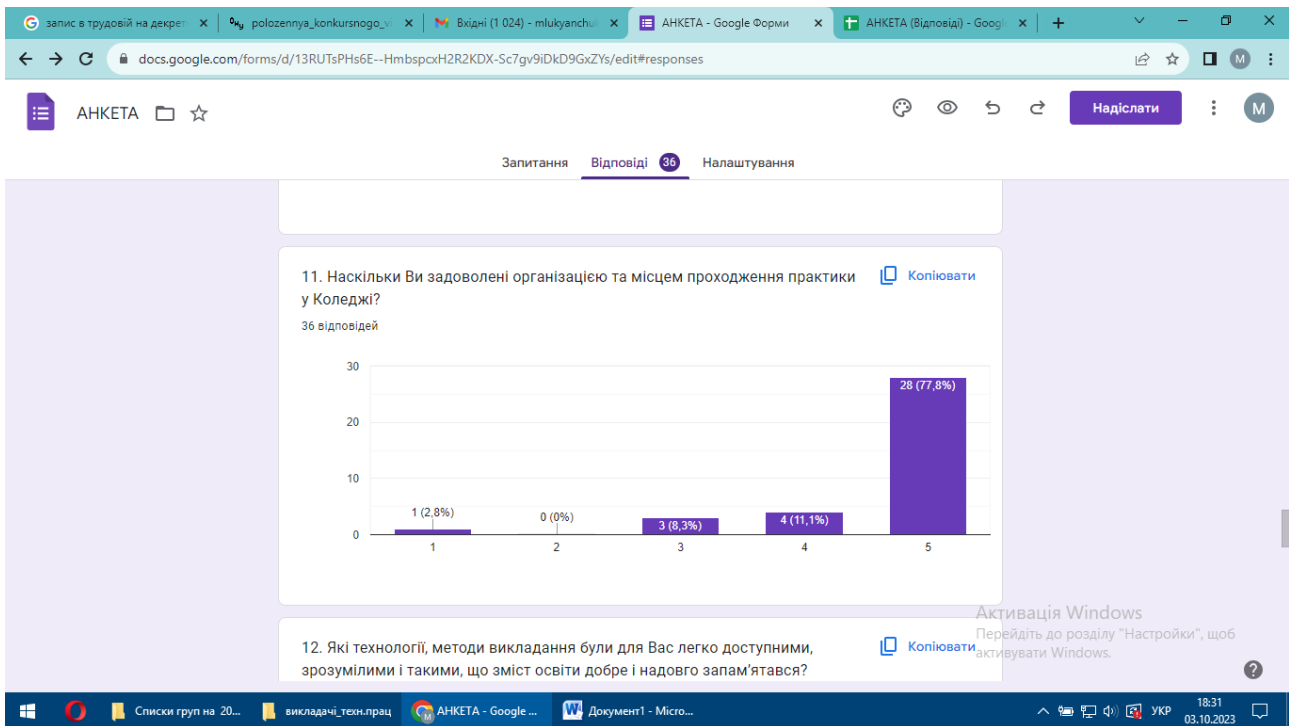 запис в трудовій на декрет
polozennya_konkursnogo_vi
Вхідні (1 024) - mlukyanchu
АНКЕТА - Google Форми
АНКЕТА (Відповіді) - Googl
docs.google.com/forms/d/13RUTsPHs6E--HmbspcxH2R2KDX-Sc7gv9iDkD9GxZYs/edit#responses
M
АНКЕТА
Надіслати
M
Запитання Відповіді 36 Налаштування
11. Наскільки Ви задоволені організацією та місцем проходження практики
у Коледжі?
Копіювати
36 відповідей
30
20
10
0
1 (2,8%)
0 (0%)
3 (8,3%)
4 (11,1%)
28 (77,8%)
1 2 3 4 5
12. Які технології, методи викладання були для Вас легко доступними,
зрозумілими і такими, що зміст освіти добре і надовго запам'ятався?
Копіювати
Активація Windows
Перейдіть до розділу "Настройки", щоб
активувати Windows.
Списки груп на 20...
викладачі_техн.прац
АНКЕТА - Google ...
Документ1 - Micro...
УКР
18:31
03.10.2023